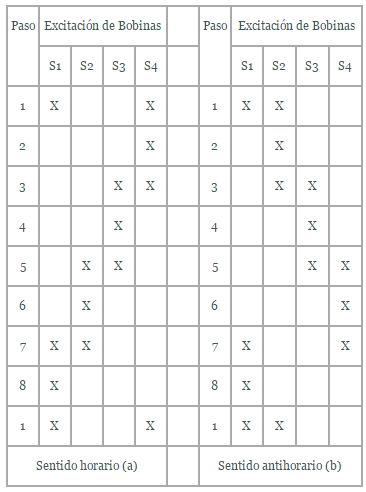 Paso Excitación de Bobinas Paso Excitación de Bobinas
S1 S2 S3 S4 S1 S2 S3 S4
1 X X 1 X X
2 X 2 X
3 X X 3 X X
4 X 4 X
5 X X 5 X X
6 X 6 X
7 X X 7 X X
8 X 8 X
1 X X 1 X X
Sentido horario (a) Sentido antihorario (b)